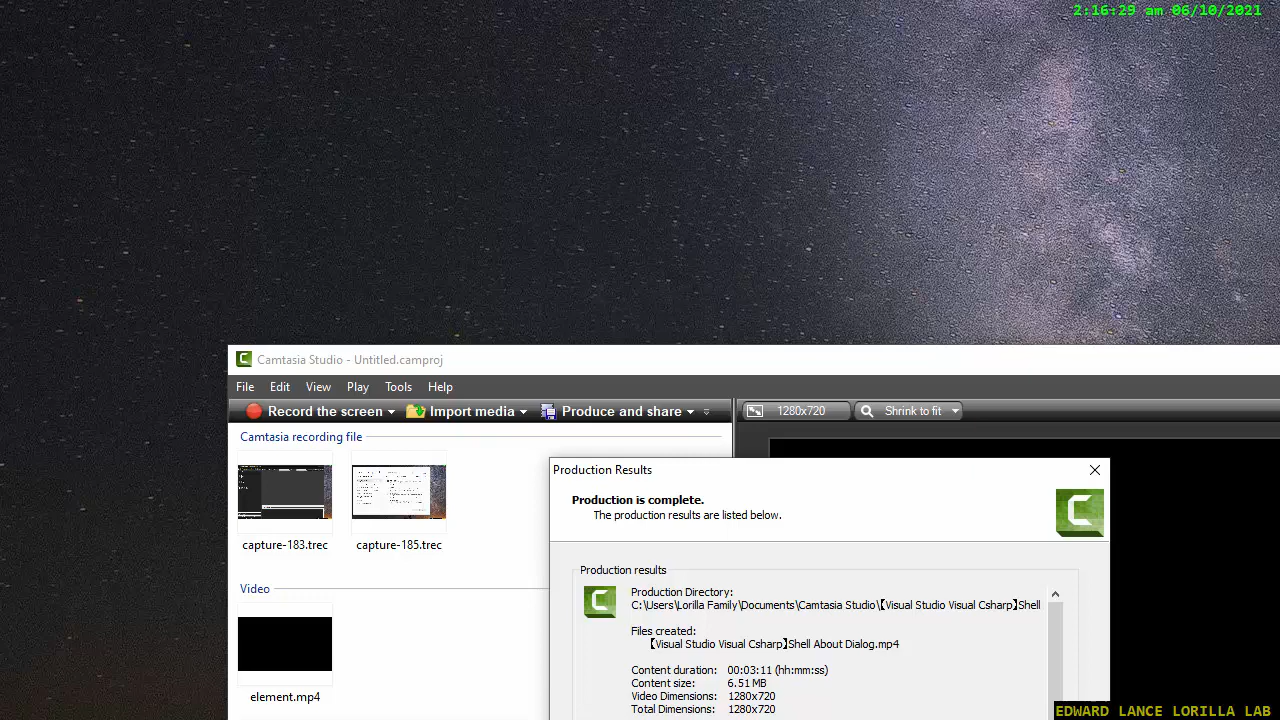 2:16:29 am 06/10/2021
Camtasia Studio - Untitled.camproj
File Edit View Play Tools Help
Record the screen Import media Produce and share 1280x720 Shrink to fit
Camtasia recording file
capture-183.trec capture-185.trec
Video
element.mp4
Production Results
Production is complete.
The production results are listed below.
Production results
Production Directory:
C:\Users\Lorilla Family\Documents\Camtasia Studio\【Visual Studio Visual Csharp】Shell
Files created:
【Visual Studio Visual Csharp】Shell About Dialog.mp4
Content duration: 00:03:11 (hh:mm:ss)
Content size: 6.51 MB
Video Dimensions: 1280x720
Total Dimensions: 1280x720
EDWARD LANCE LORILLA LAB